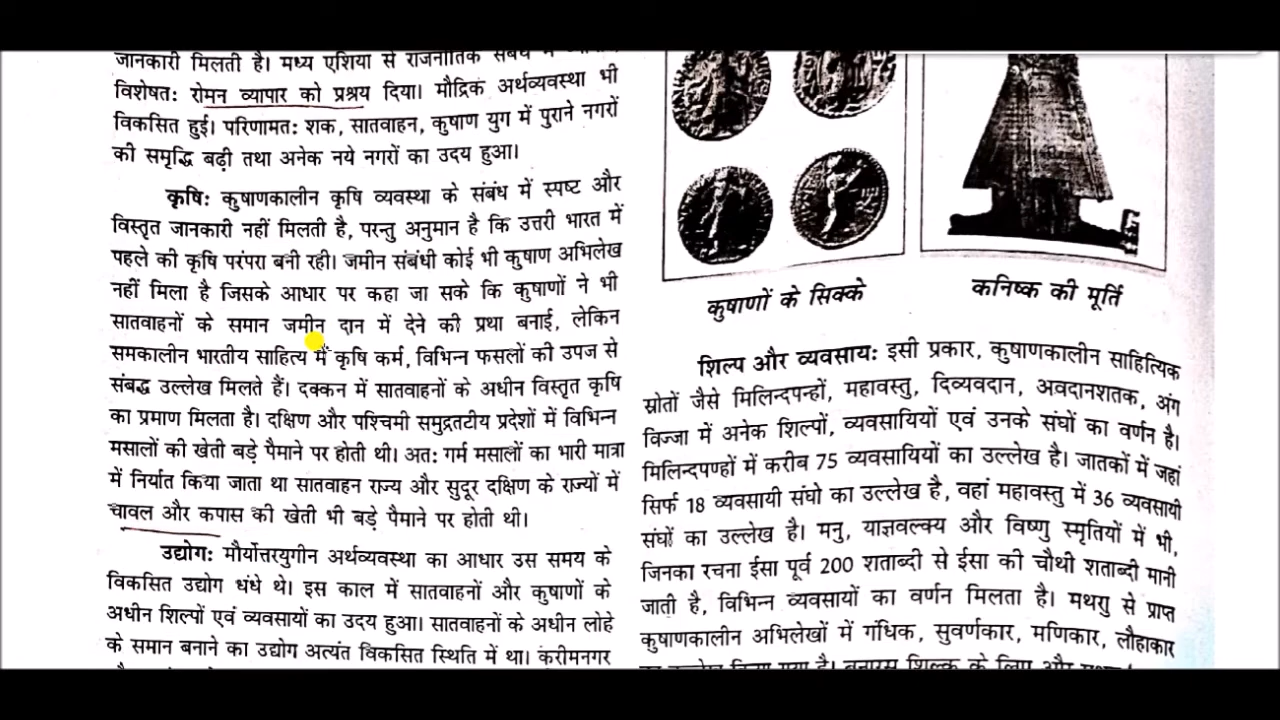 जानकारी मिलती है। मध्य एशिया से राजनीतिक संबंध
विशेषत: रोमन व्यापार को प्रश्रय दिया। मौद्रिक अर्थव्यवस्था भी
विकसित हुई। परिणामत: शक, सातवाहन, कुषाण युग में पुराने नगरों
की समृद्धि बढ़ी तथा अनेक नये नगरों का उदय हुआ।
कृषि: कुषाणकालीन कृषि व्यवस्था के संबंध में स्पष्ट और
विस्तृत जानकारी नहीं मिलती है, परन्तु अनुमान है कि उत्तरी भारत में
पहले की कृषि परंपरा बनी रही। जमीन संबंधी कोई भी कुषाण अभिलेख
नहीं मिला है जिसके आधार पर कहा जा सके कि कुषाणों ने भी
सातवाहनों के समान जमीन दान में देने की प्रथा बनाई, लेकिन
समकालीन भारतीय साहित्य में कृषि कर्म, विभिन्न फसलों की उपज से
संबद्ध उल्लेख मिलते हैं। दक्कन में सातवाहनों के अधीन विस्तृत कृषि
का प्रमाण मिलता है। दक्षिण और पश्चिमी समुद्रतटीय प्रदेशों में विभिन्न
मसालों की खेती बड़े पैमाने पर होती थी। अत: गर्म मसालों का भारी मात्रा
में निर्यात किया जाता था सातवाहन राज्य और सुदूर दक्षिण के राज्यों में
चावल और कपास की खेती भी बड़े पैमाने पर होती थी।
उद्योग: मौर्योत्तरयुगीन अर्थव्यवस्था का आधार उस समय के
विकसित उद्योग धंधे थे। इस काल में सातवाहनों और कुषाणों के
अधीन शिल्पों एवं व्यवसायों का उदय हुआ। सातवाहनों के अधीन लोहे
के समान बनाने का उद्योग अत्यंत विकसित स्थिति में था। करीमनगर
कुषाणों के सिक्के
कनिष्क की मूर्ति
शिल्प और व्यवसाय: इसी प्रकार, कुषाणकालीन साहित्यिक
स्रोतों जैसे मिलिन्दपन्हों, महावस्तु, दिव्यवदान, अवदानशतक, अंग
विज्जा में अनेक शिल्पों, व्यवसायियों एवं उनके संघों का वर्णन है।
मिलिन्दपण्हों में करीब 75 व्यवसायियों का उल्लेख है। जातकों में जहां
सिर्फ 18 व्यवसायी संघो का उल्लेख है, वहां महावस्तु में 36 व्यवसायी
संघों का उल्लेख है। मनु, याज्ञवल्क्य और विष्णु स्मृतियों में भी,
जिनका रचना ईसा पूर्व 200 शताब्दी से ईसा की चौथी शताब्दी मानी
जाती है, विभिन्न व्यवसायों का वर्णन मिलता है। मथरा से प्राप्त
कुषाणकालीन अभिलेखों में गंधिक, सुवर्णकार, मणिकार, लौहाकार
का उल्लेख किया गया है। बनारस शिल्क के लिए और